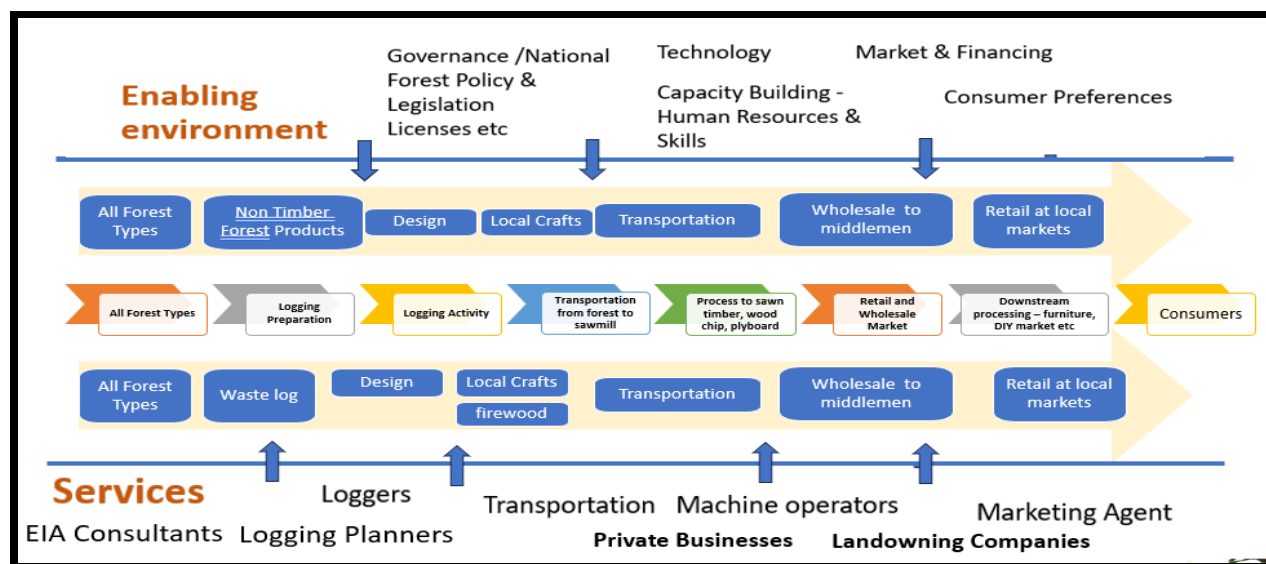 Enabling
environment
Governance /National
Forest Policy &
Legislation
Licenses etc
Technology
Capacity Building -
Human Resources &
Skills
Market & Financing
Consumer Preferences
All Forest
Types
Non Timber
Forest Products
Design
Local Crafts
Transportation
Wholesale to
middlemen
Retail at local
markets
All Forest Types
Logging
Preparation
Logging Activity
Transportation
from forest to
sawmill
Process to sawn
timber, wood
chip, plyboard
Retail and
Wholesale
Market
Downstream
processing – furniture,
DIY market etc
Consumers
All Forest
Types
Waste log
Design
Local Crafts
firewood
Transportation
Wholesale to
middlemen
Retail at local
markets
Services
EIA Consultants
Loggers
Logging Planners
Transportation
Machine operators
Private Businesses
Landowning Companies
Marketing Agent